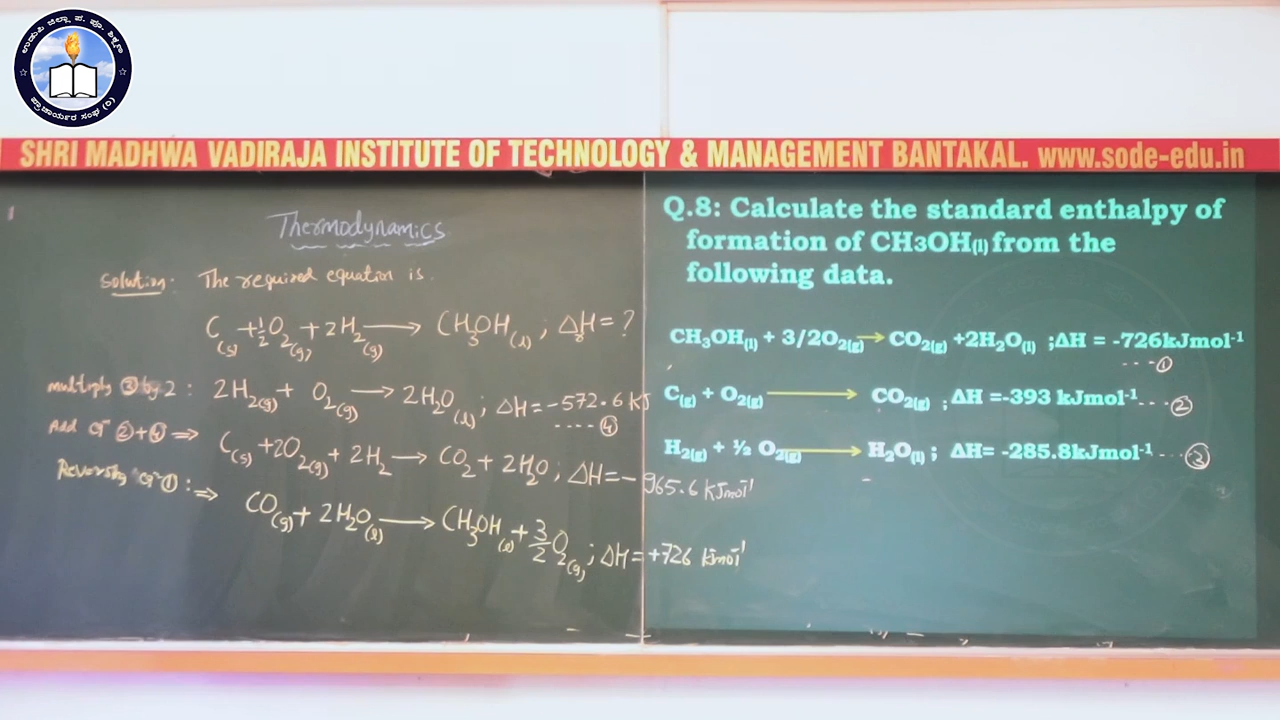 ಉಡುಪಿ ಜಿಲ್ಲಾ ಪ. ಪೂ. ಶಿಕ್ಷಣ
ಪ್ರಾಚಾರ್ಯರ ಸಂಘ (ರಿ)
SHRI MADHWA VADIRAJA INSTITUTE OF TECHNOLOGY & MANAGEMENT BANTAKAL. www.sode-edu.in
Thermodynamics
Solution: The required equation is.
C(s) + ½O₂(g) + 2H₂(g) ⟶ CH₃OH(l) ; ΔH = ?
multiply ③ by 2 : 2H₂(g) + O₂(g) ⟶ 2H₂O(l) ; ΔH = -572.6 KJ
---- ④
Add qⁿ ②+④ ⟹ C(s) + 2O₂(g) + 2H₂ ⟶ CO₂ + 2H₂O ; ΔH = -965.6 KJmol⁻¹
① : ⟹ CO(g) + 2H₂O(l) ⟶ CH₃OH(l) + 3/2 O₂(g) ; ΔH = +726 KJmol⁻¹
Q.8: Calculate the standard enthalpy of
formation of CH₃OH(l) from the
following data.
CH₃OH(l) + 3/2O₂(g) → CO₂(g) +2H₂O(l) ;ΔH = -726kJmol⁻¹
---- ①
C(g) + O₂(g) ⟶ CO₂(g) ; ΔH =-393 kJmol⁻¹ --- ②
H₂(g) + ½ O₂(g) ⟶ H₂O(l) ; ΔH= -285.8kJmol⁻¹ --- ③